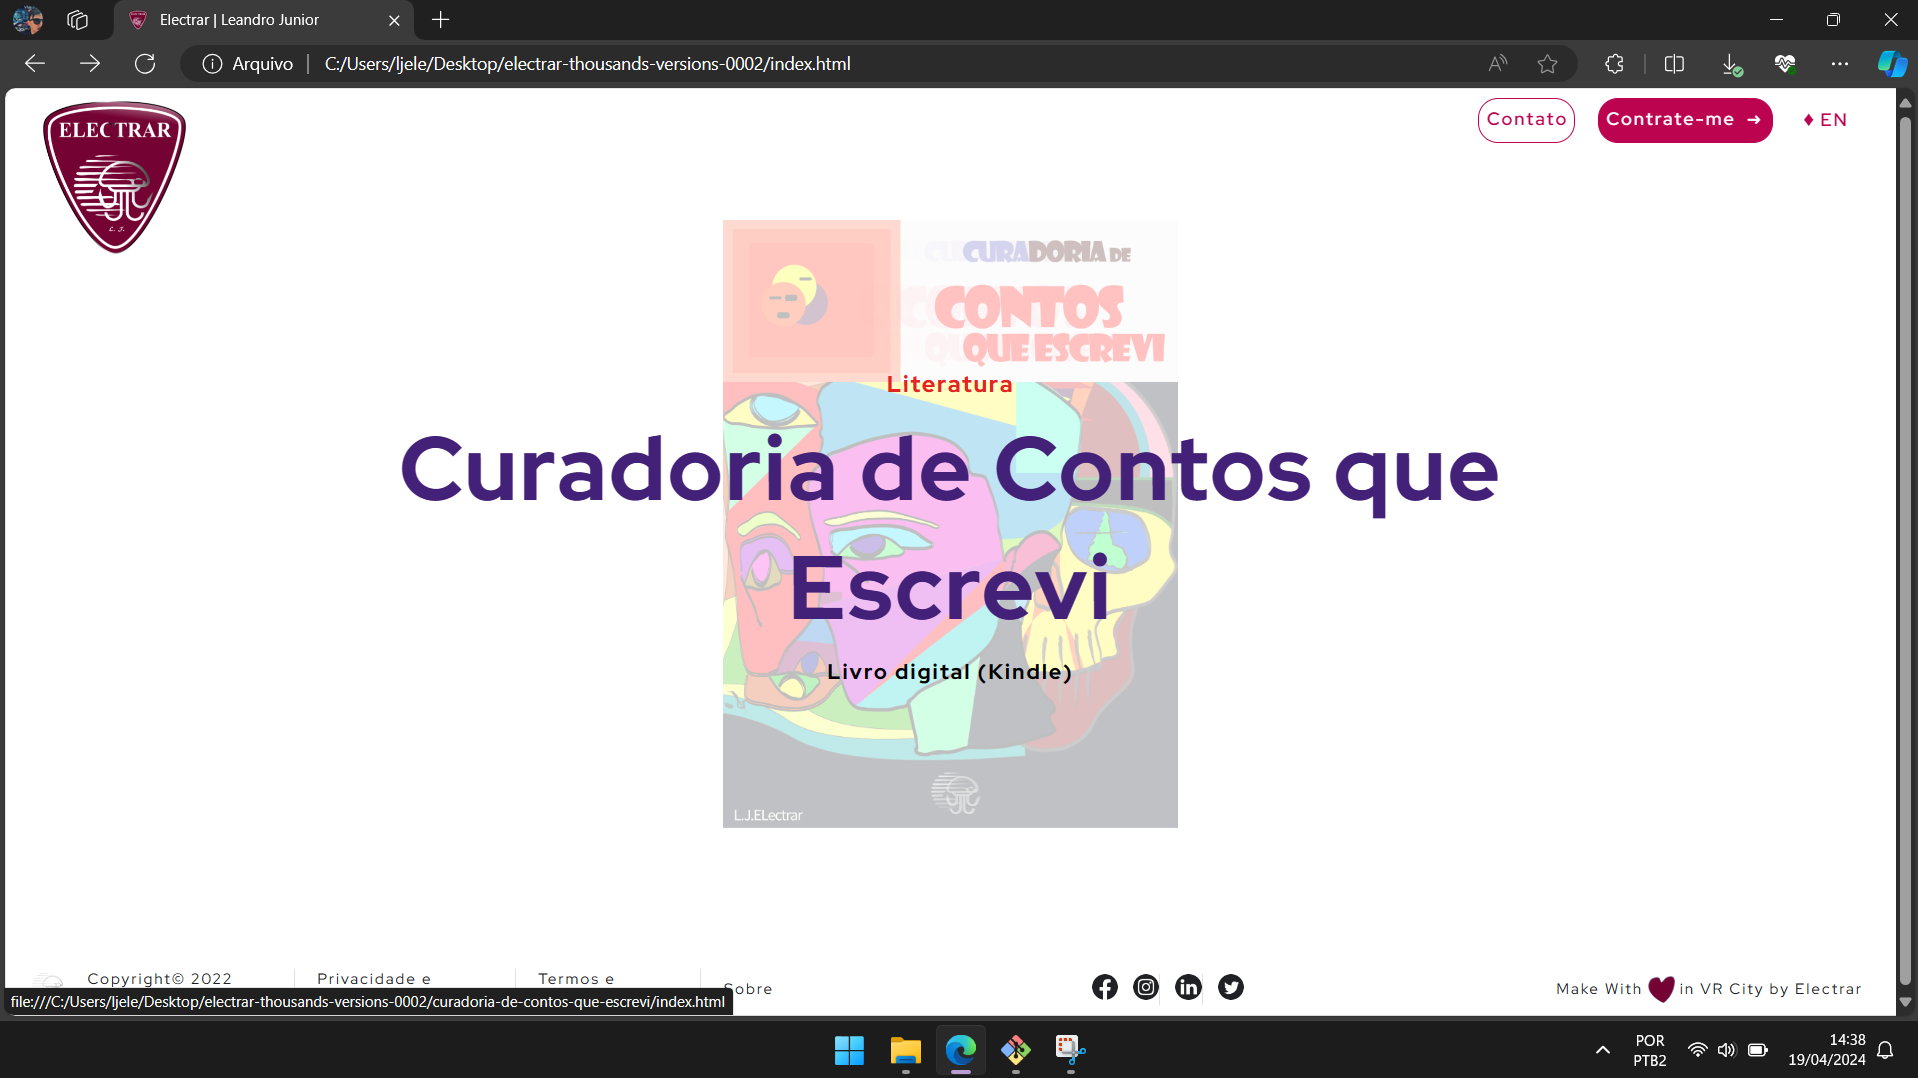 Electrar | Leandro Junior
Arquivo
C:/Users/ljele/Desktop/electrar-thousands-versions-0002/index.html
ELECTRAR
L. J.
Contato
Contrate-me →
♦ EN
CURADORIA DE
CONTOS
QUE ESCREVI
Literatura
Curadoria de Contos que
Escrevi
Livro digital (Kindle)
L.J.ELectrar
Copyright© 2022
Privacidade e
Termos e
Sobre
Make With
in VR City by Electrar
file:///C:/Users/ljele/Desktop/electrar-thousands-versions-0002/curadoria-de-contos-que-escrevi/index.html
POR
PTB2
14:38
19/04/2024